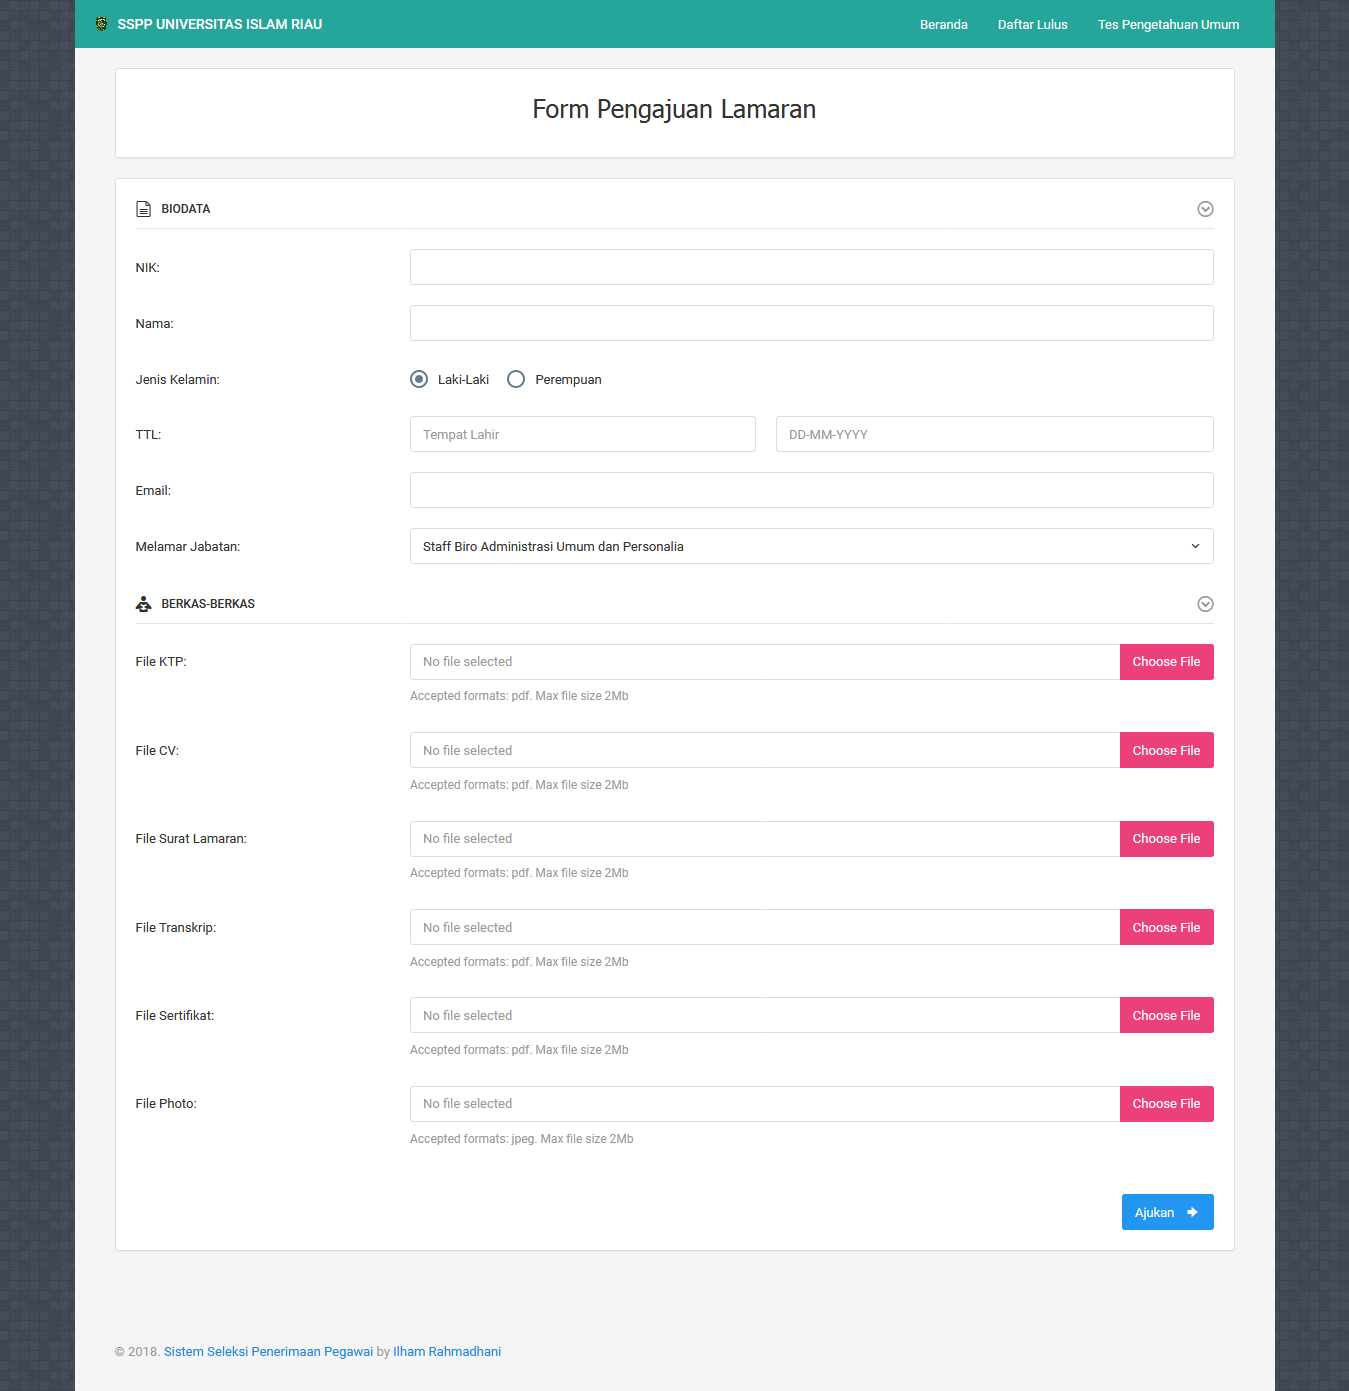 SSPP UNIVERSITAS ISLAM RIAU Beranda Daftar Lulus Tes Pengetahuan Umum
Form Pengajuan Lamaran
BIODATA
NIK:
Nama:
Jenis Kelamin: Laki-Laki Perempuan
TTL: Tempat Lahir DD-MM-YYYY
Email:
Melamar Jabatan: Staff Biro Administrasi Umum dan Personalia
BERKAS-BERKAS
File KTP: No file selected Choose File
Accepted formats: pdf. Max file size 2Mb
File CV: No file selected Choose File
Accepted formats: pdf. Max file size 2Mb
File Surat Lamaran: No file selected Choose File
Accepted formats: pdf. Max file size 2Mb
File Transkrip: No file selected Choose File
Accepted formats: pdf. Max file size 2Mb
File Sertifikat: No file selected Choose File
Accepted formats: pdf. Max file size 2Mb
File Photo: No file selected Choose File
Accepted formats: jpeg. Max file size 2Mb
Ajukan
© 2018. Sistem Seleksi Penerimaan Pegawai by Ilham Rahmadhani